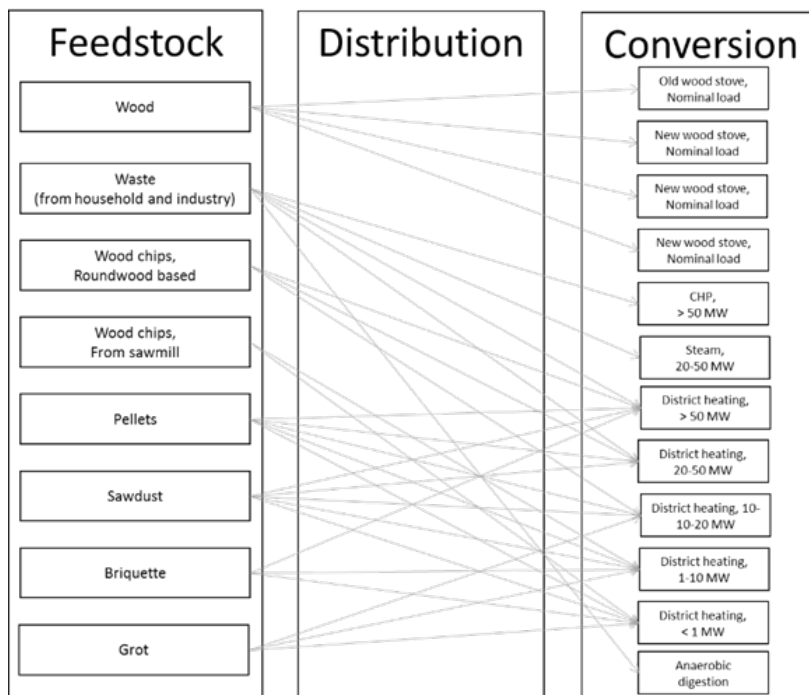 Feedstock
Wood
Waste
(from household and industry)
Wood chips,
Roundwood based
Wood chips,
From sawmill
Pellets
Sawdust
Briquette
Grot
Distribution
Conversion
Old wood stove,
Nominal load
New wood stove,
Nominal load
New wood stove,
Nominal load
New wood stove,
Nominal load
CHP,
> 50 MW
Steam,
20-50 MW
District heating,
> 50 MW
District heating,
20-50 MW
District heating, 10-
10-20 MW
District heating,
1-10 MW
District heating,
< 1 MW
Anaerobic
digestion